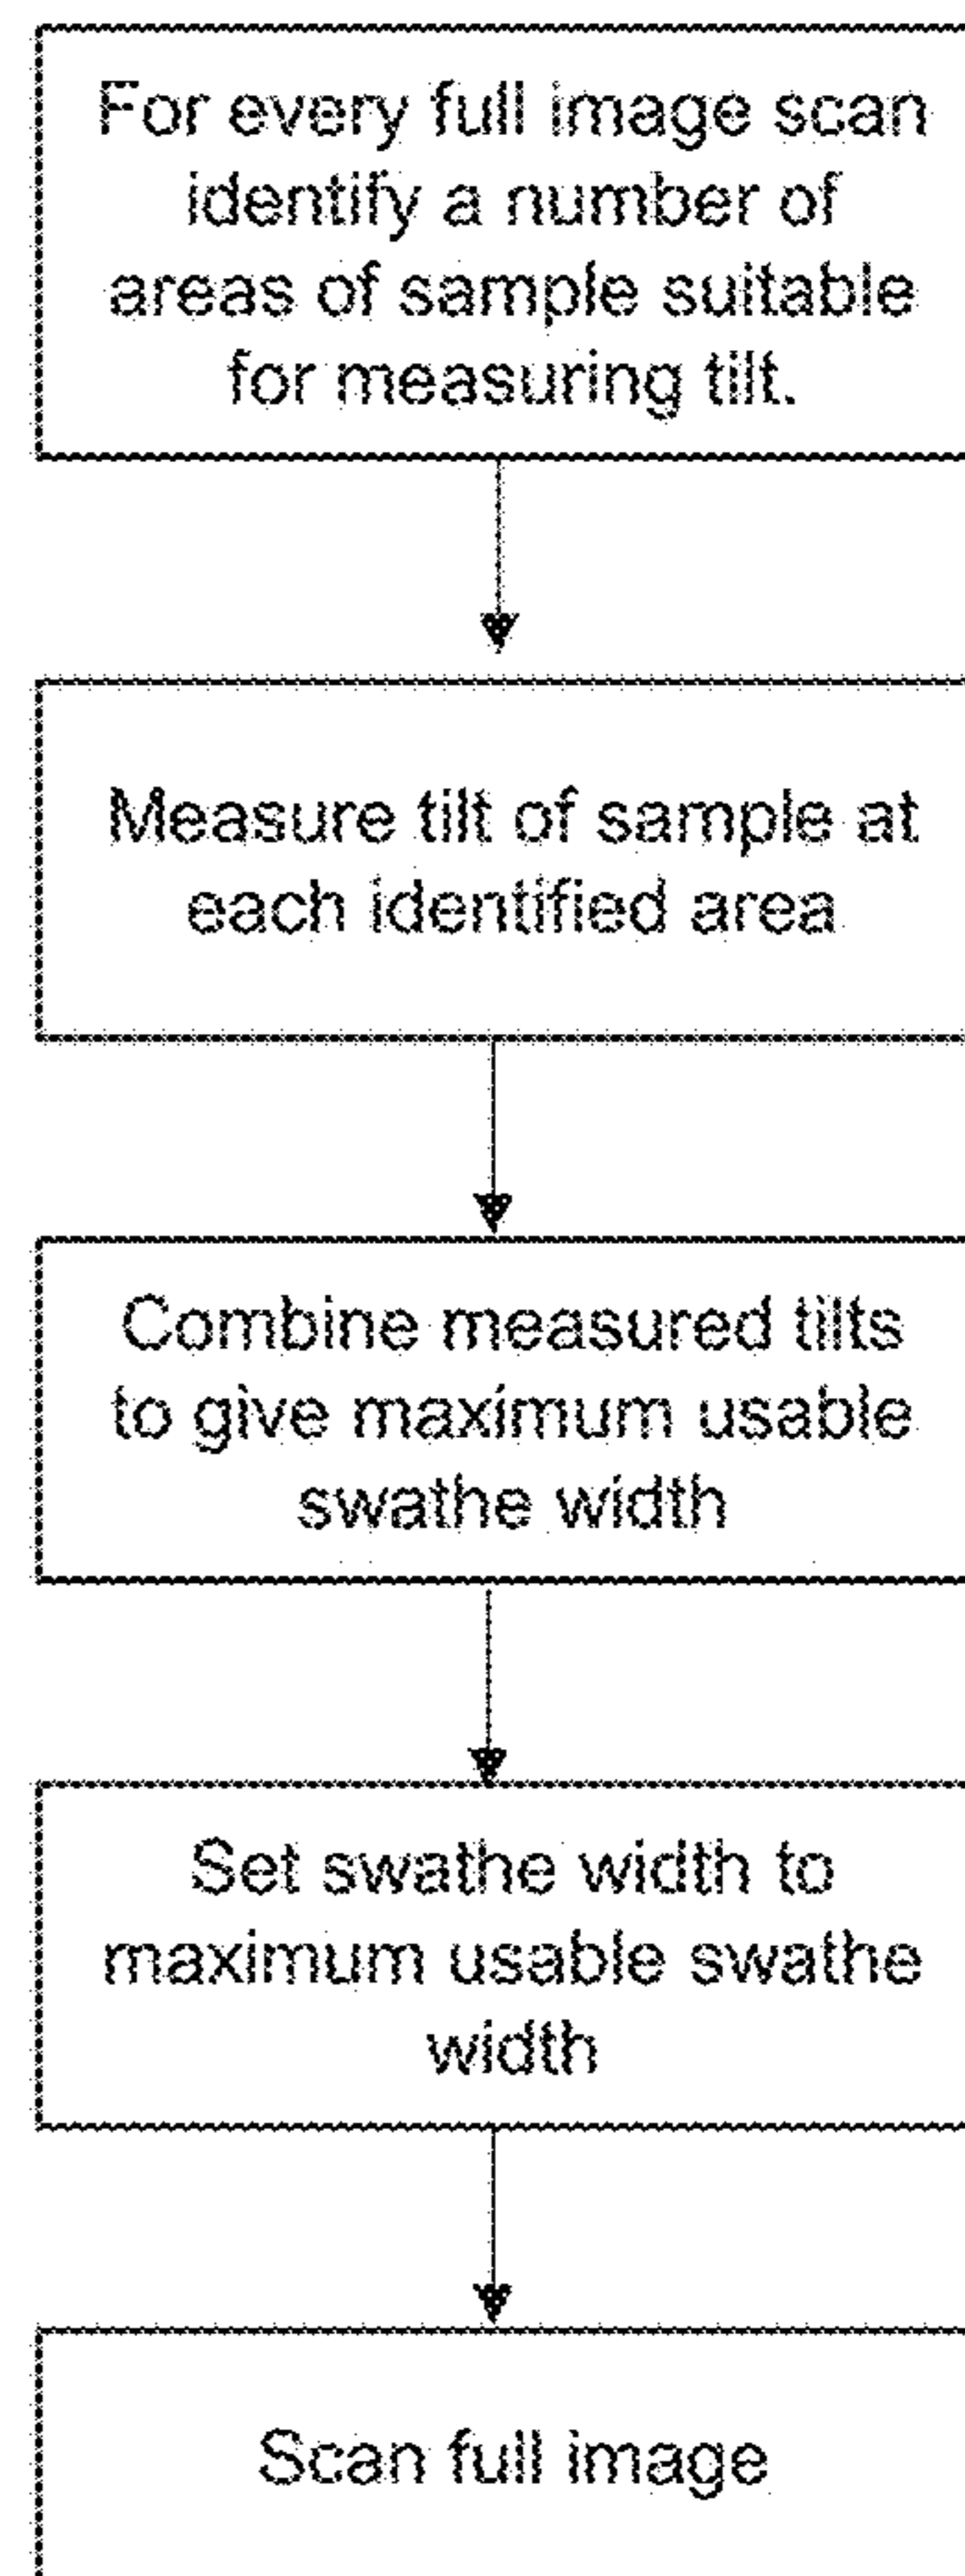 For every full image scan
identify a number of
areas of sample suitable
for measuring tilt.
Measure tilt of sample at
each identified area
Combine measured tilts
to give maximum usable
swathe width
Set swathe width to
maximum usable swathe
width
Scan full image